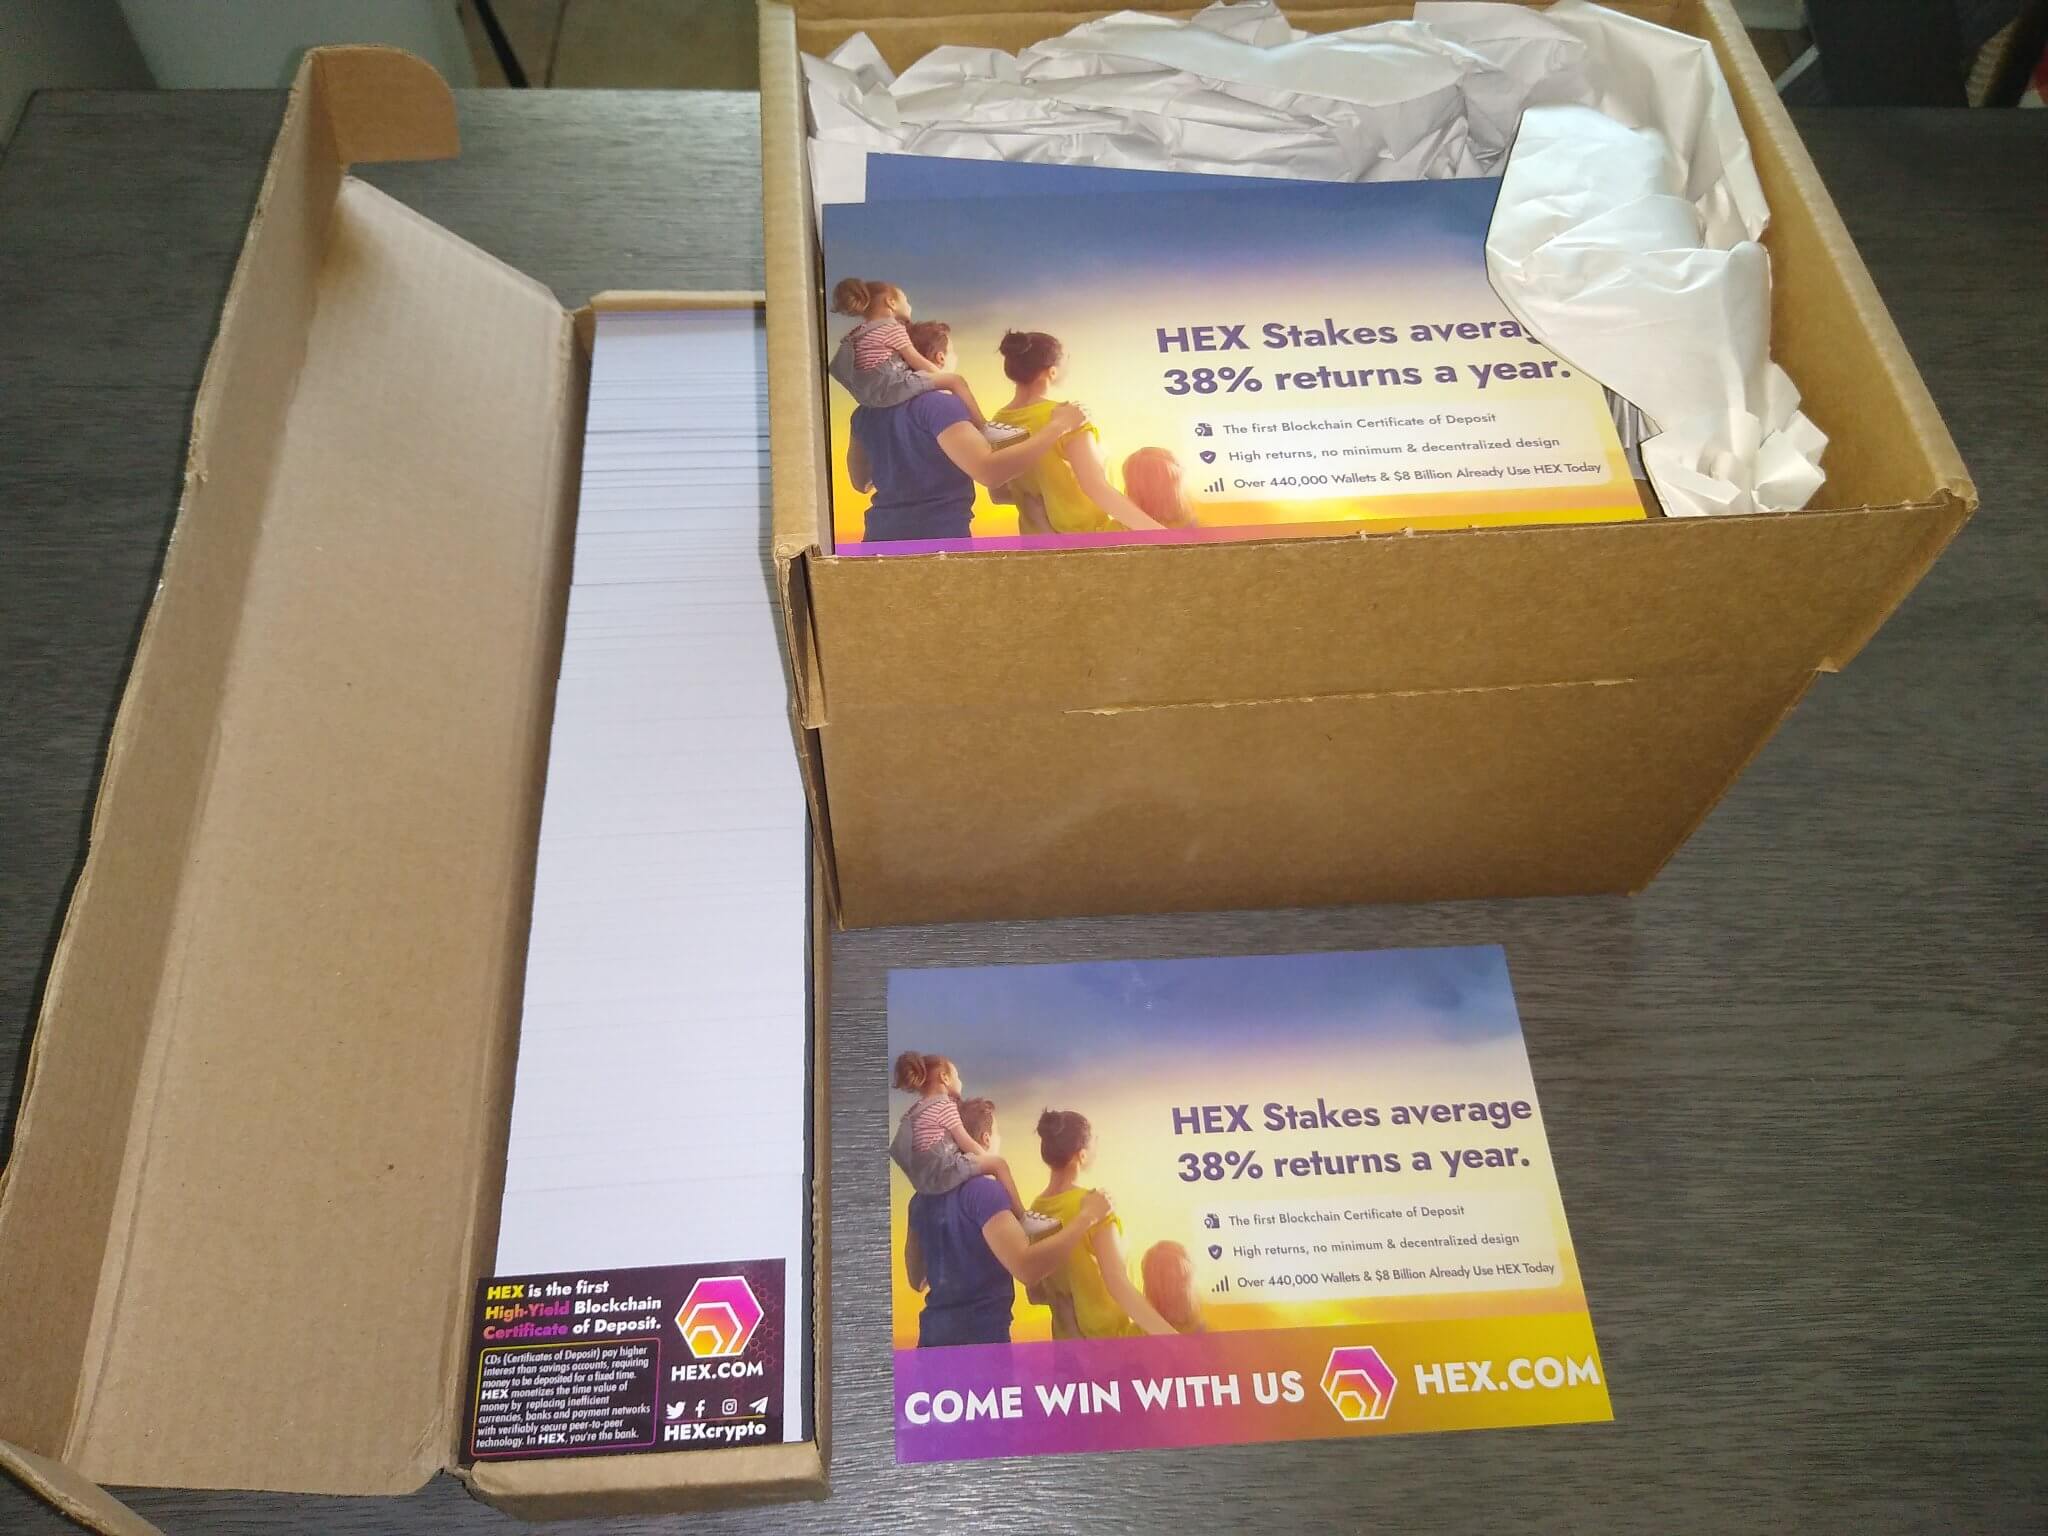 HEX Stakes avera
38% returns a year.
The first Blockchain Certificate of Deposit
High returns, no minimum & decentralized design
Over 440,000 Wallets & $8 Billion Already Use HEX Today
HEX Stakes average
38% returns a year.
The first Blockchain Certificate of Deposit
High returns, no minimum & decentralized design
Over 440,000 Wallets & $8 Billion Already Use HEX Today
COME WIN WITH US
HEX.COM
HEX is the first
High-Yield Blockchain
Certificate of Deposit.
CDs (Certificates of Deposit) pay higher
interest than savings accounts, requiring
money to be deposited for a fixed time.
HEX monetizes the time value of
money by replacing inefficient
currencies, banks and payment networks
with verifiably secure peer-to-peer
technology. In HEX, you're the bank.
HEX.COM
HEXcrypto